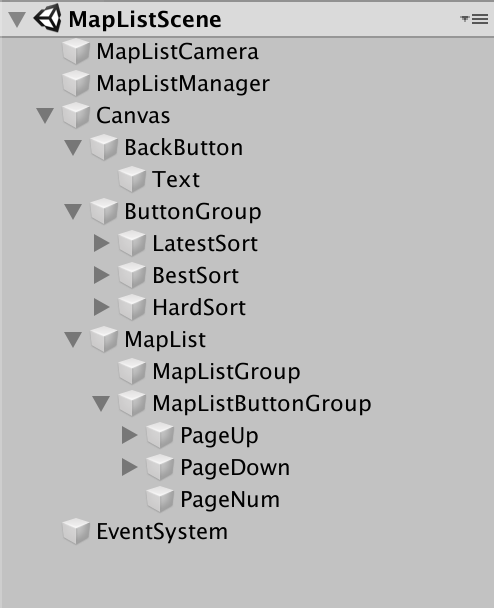 MapListScene
MapListCamera
MapListManager
Canvas
BackButton
Text
ButtonGroup
LatestSort
BestSort
HardSort
MapList
MapListGroup
MapListButtonGroup
PageUp
PageDown
PageNum
EventSystem